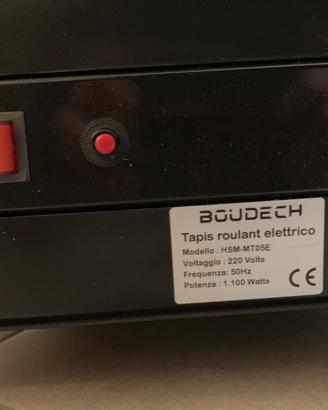 BOUDECH
Tapis roulant elettrico
Modello : HSM-MT05E
Voltaggio : 220 Volts
Frequenza: 50Hz
Potenza : 1.100 Watts
CE